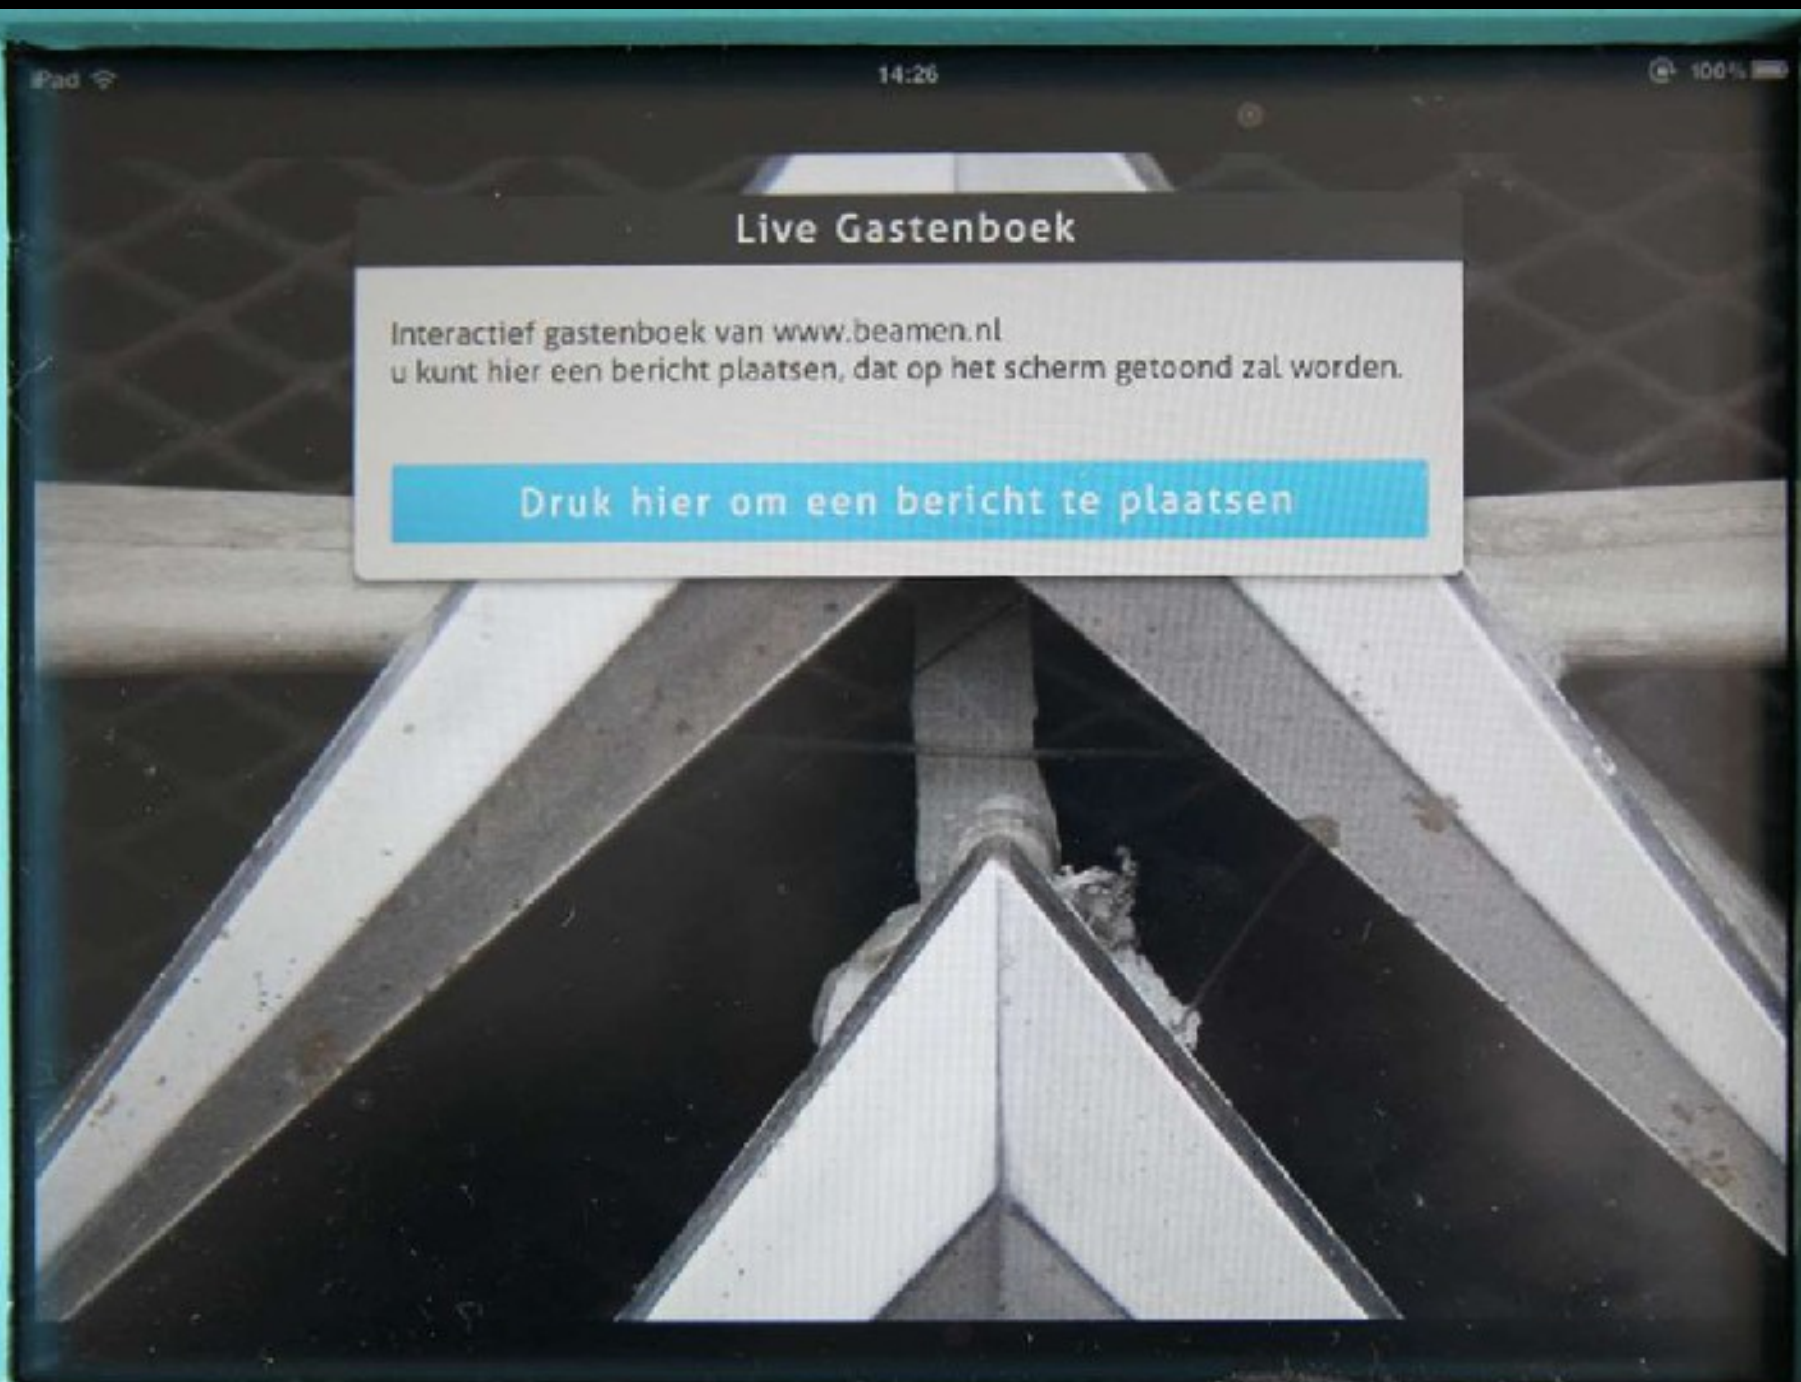 iPad
14:26
100%
Live Gastenboek
Interactief gastenboek van www.beamen.nl
u kunt hier een bericht plaatsen, dat op het scherm getoond zal worden.
Druk hier om een bericht te plaatsen